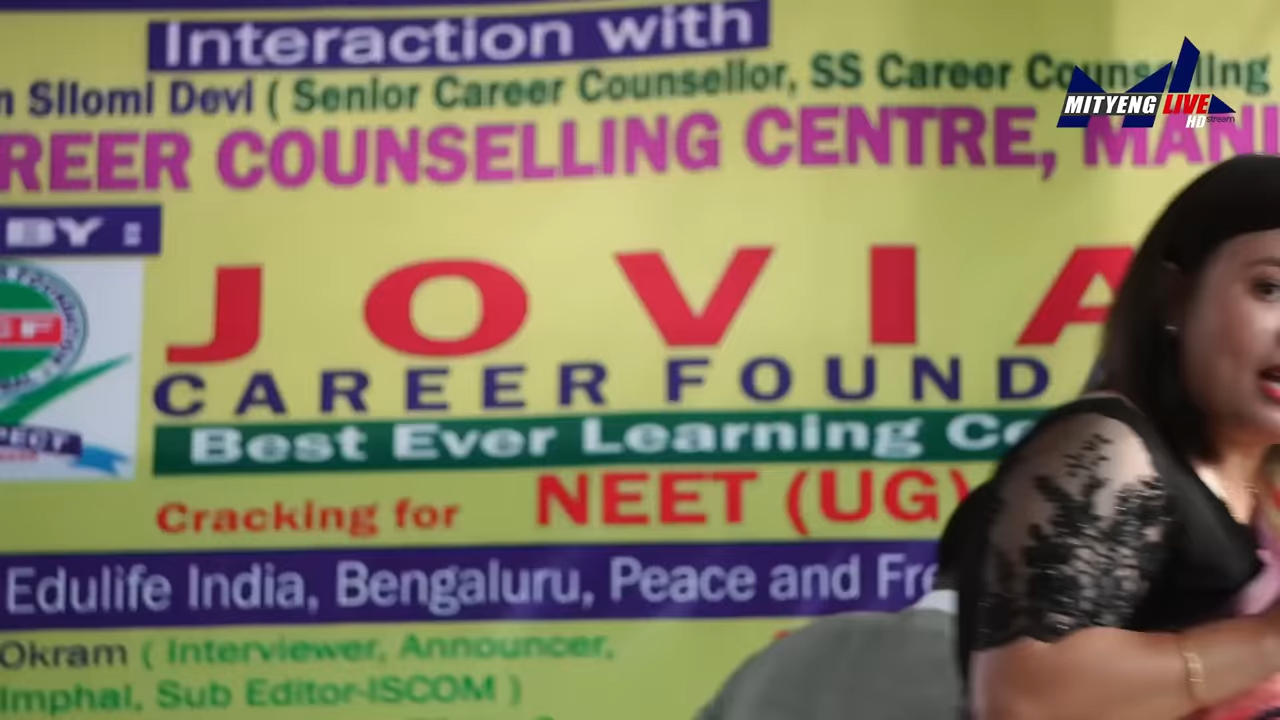 Interaction with
n Silomi Devi ( Senior Career Counsellor, SS Career Counselling
REER COUNSELLING CENTRE, MANI
BY :
JOVIA
CAREER FOUND
Best Ever Learning Ce
Cracking for NEET (UG)
Edulife India, Bengaluru, Peace and Fre
Okram ( Interviewer, Announcer,
Imphal, Sub Editor-ISCOM )
MITYENG LIVE
HD stream